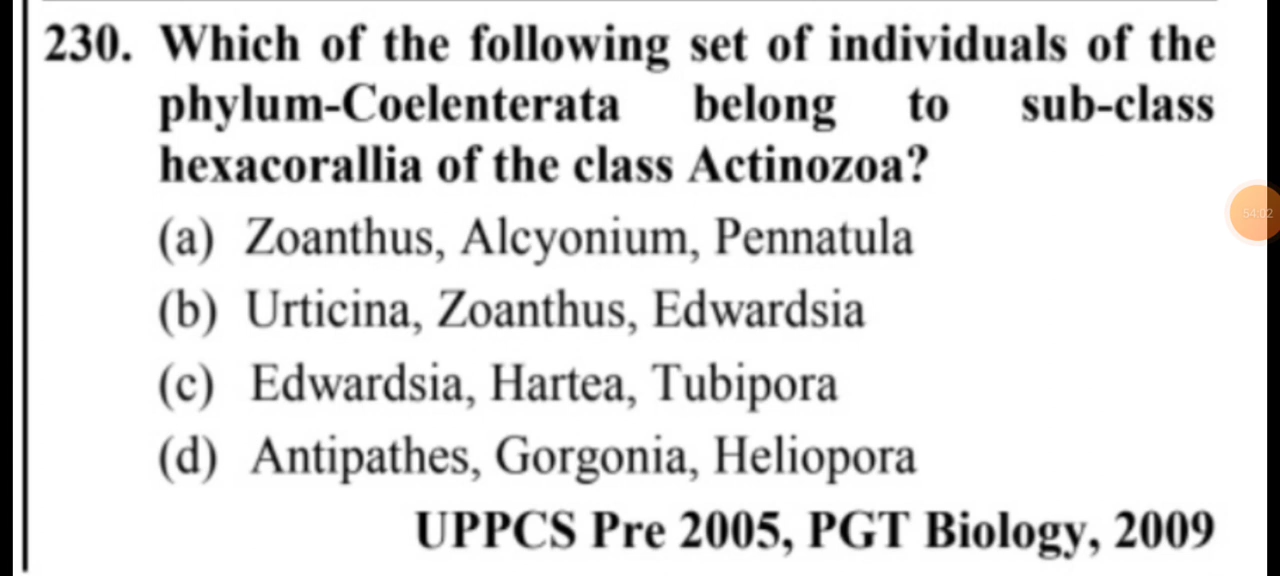 230. Which of the following set of individuals of the
phylum-Coelenterata belong to sub-class
hexacorallia of the class Actinozoa?
(a) Zoanthus, Alcyonium, Pennatula
(b) Urticina, Zoanthus, Edwardsia
(c) Edwardsia, Hartea, Tubipora
(d) Antipathes, Gorgonia, Heliopora
UPPCS Pre 2005, PGT Biology, 2009
54:02